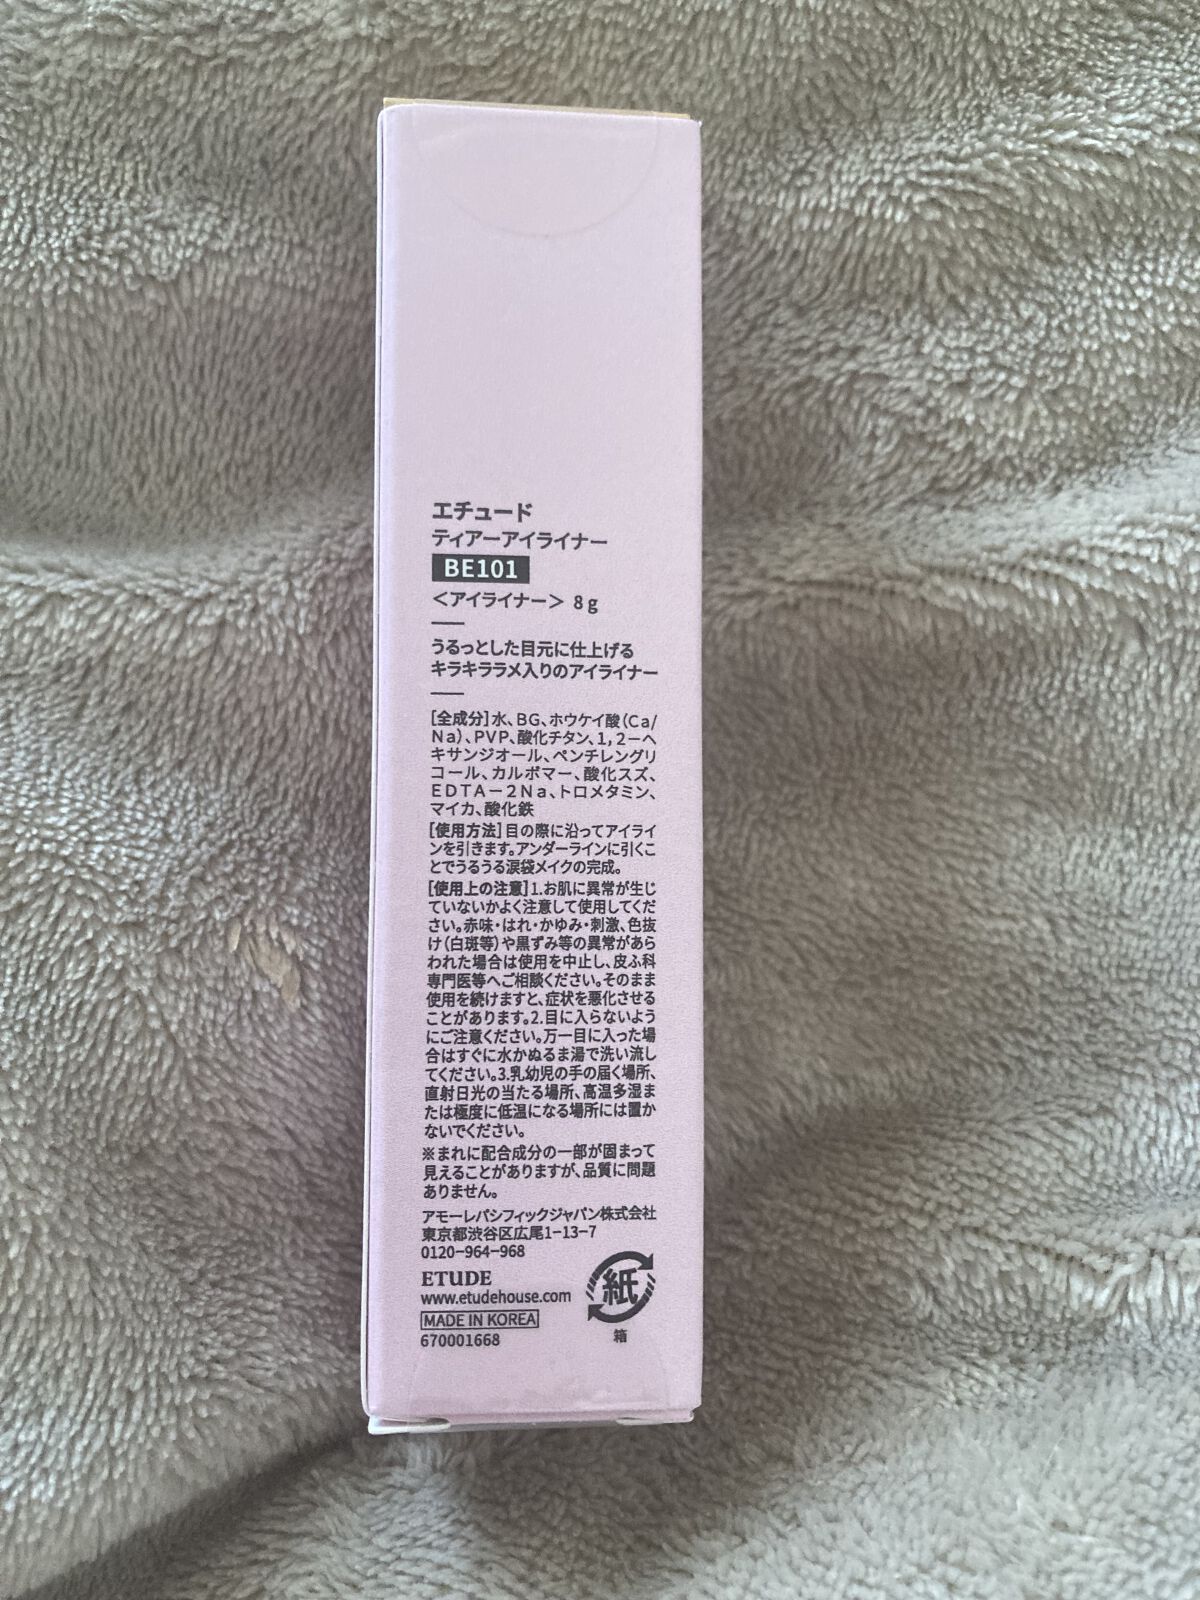 エチュード
ティアーアイライナー
BE101
＜アイライナー＞ 8g
うるっとした目元に仕上げる
キラキララメ入りのアイライナー
[全成分]水、BG、ホウケイ酸(Ca/
Na)、PVP、酸化チタン、1,2－ヘ
キサンジオール、ペンチレングリ
コール、カルボマー、酸化スズ、
EDTA－2Na、トロメタミン、
マイカ、酸化鉄
[使用方法]目の際に沿ってアイライ
ンを引きます。アンダーラインに引くこ
とでうるうる涙袋メイクの完成。
[使用上の注意]1.お肌に異常が生じ
ていないかよく注意して使用してくだ
さい。赤味・はれ・かゆみ・刺激、色抜
け(白斑等)や黒ずみ等の異常があら
われた場合は使用を中止し、皮ふ科
専門医等へご相談ください。そのまま
使用を続けますと、症状を悪化させる
ことがあります。2.目に入らないよう
にご注意ください。万一目に入った場
合はすぐに水かぬるま湯で洗い流し
てください。3.乳幼児の手の届く場所、
直射日光の当たる場所、高温多湿ま
たは極度に低温になる場所には置か
ないでください。
※まれに配合成分の一部が固まって
見えることがありますが、品質に問題
ありません。
アモーレパシフィックジャパン株式会社
東京都渋谷区広尾1-13-7
0120-964-968
ETUDE
www.etudehouse.com
MADE IN KOREA
670001668
紙
箱